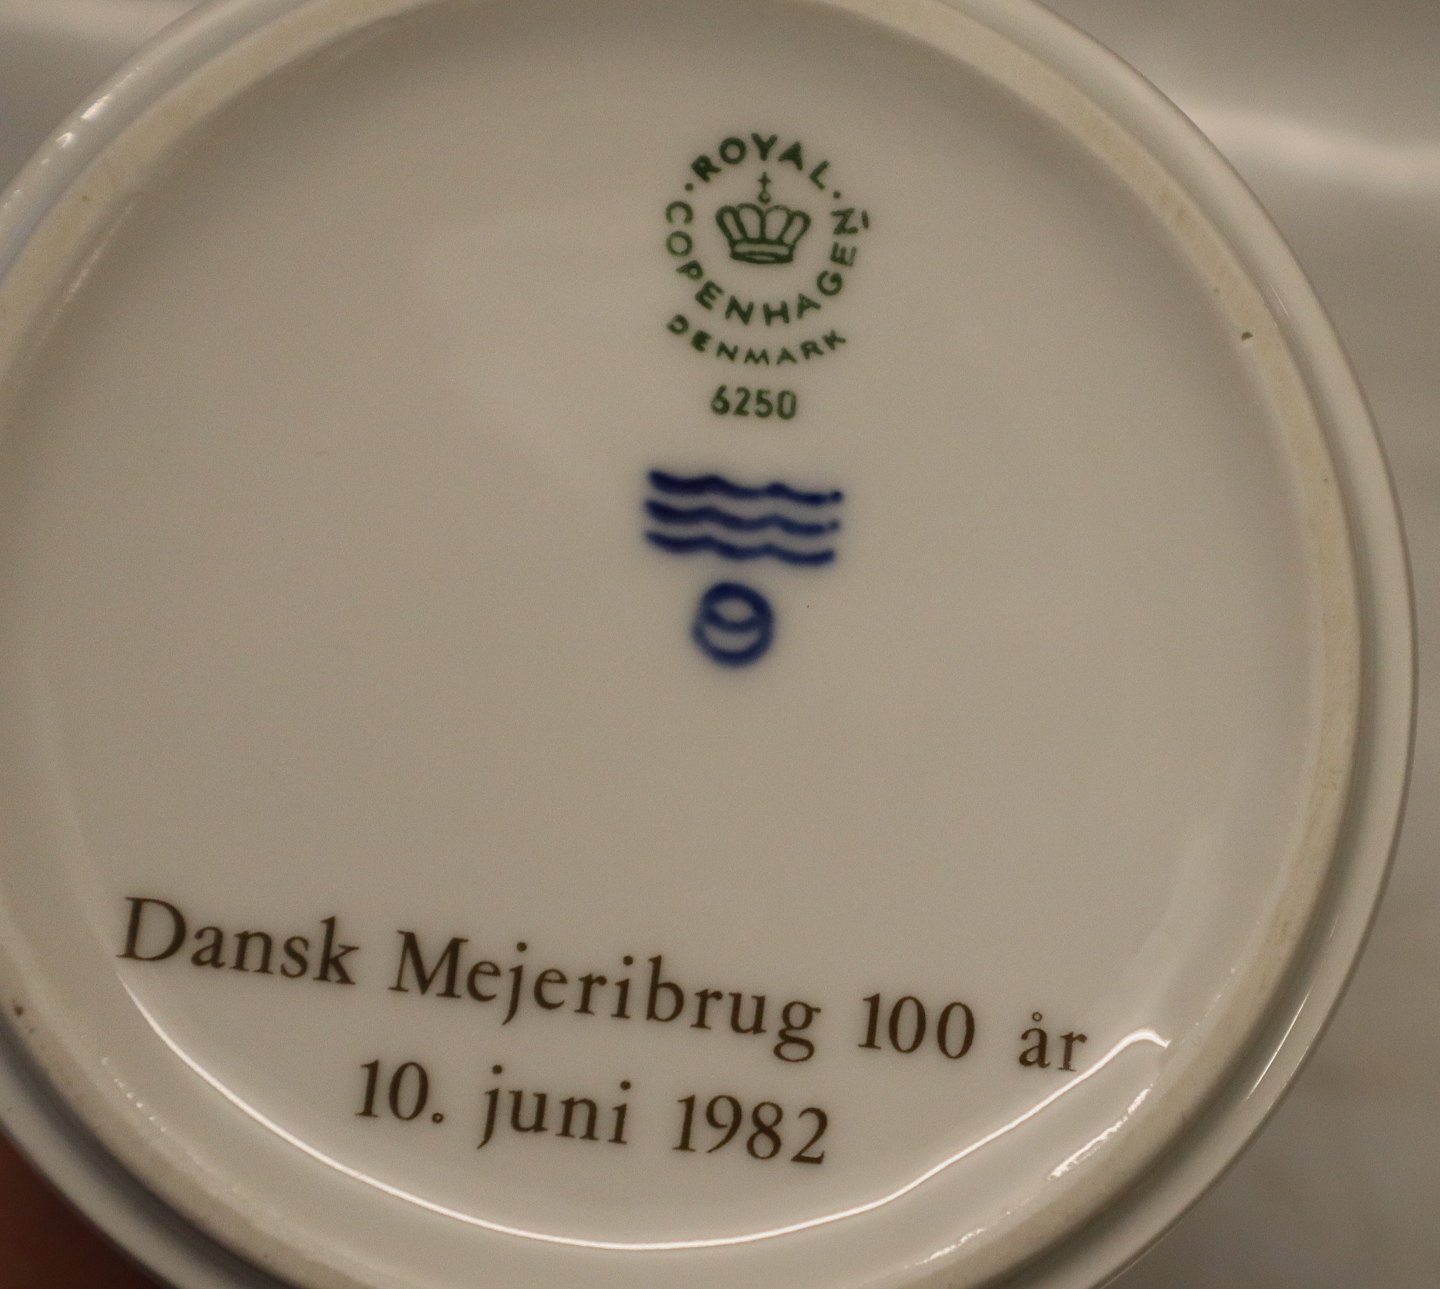 ROYAL
COPENHAGEN
DENMARK
6250
Dansk Mejeribrug 100 år
10. juni 1982